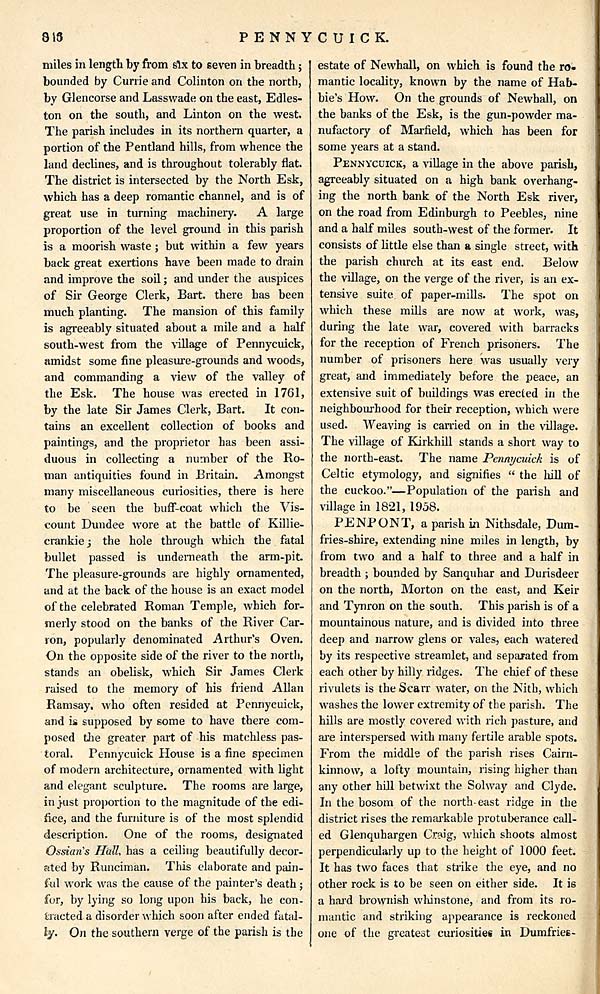 818
PENNYCUICK.
miles in length by from six to seven in breadth;
bounded by Currie and Colinton on the north,
by Glencorse and Lasswade on the east, Edles-
ton on the south, and Linton on the west.
The parish includes in its northern quarter, a
portion of the Pentland hills, from whence the
land declines, and is throughout tolerably flat.
The district is intersected by the North Esk,
which has a deep romantic channel, and is of
great use in turning machinery. A large
proportion of the level ground in this parish
is a moorish waste; but within a few years
back great exertions have been made to drain
and improve the soil; and under the auspices
of Sir George Clerk, Bart. there has been
much planting. The mansion of this family
is agreeably situated about a mile and a half
south-west from the village of Pennycuick,
amidst some fine pleasure-grounds and woods,
and commanding a view of the valley of
the Esk. The house was erected in 1761,
by the late Sir James Clerk, Bart. It con-
tains an excellent collection of books and
paintings, and the proprietor has been assi-
duous in collecting a number of the Ro-
man antiquities found in Britain. Amongst
many miscellaneous curiosities, there is here
to be seen the buff-coat which the Vis-
count Dundee wore at the battle of Killie-
crankie; the hole through which the fatal
bullet passed is underneath the arm-pit.
The pleasure-grounds are highly ornamented,
and at the back of the house is an exact model
of the celebrated Roman Temple, which for-
merly stood on the banks of the River Car-
ron, popularly denominated Arthur's Oven.
On the opposite side of the river to the north,
stands an obelisk, which Sir James Clerk
raised to the memory of his friend Allan
Ramsay, who often resided at Pennycuick,
and is supposed by some to have there com-
posed the greater part of his matchless pas-
toral. Pennycuick House is a fine specimen
of modern architecture, ornamented with light
and elegant sculpture. The rooms are large,
in just proportion to the magnitude of the edi-
fice, and the furniture is of the most splendid
description. One of the rooms, designated
Ossian's Hall, has a ceiling beautifully decor-
ated by Runciman. This elaborate and pain-
ful work was the cause of the painter's death;
for, by lying so long upon his back, he con-
tracted a disorder which soon after ended fatal-
ly. On the southern verge of the parish is the
estate of Newhall, on which is found the ro-
mantic locality, known by the name of Hab-
bie's How. On the grounds of Newhall, on
the banks of the Esk, is the gun-powder ma-
nufactory of Marfield, which has been for
some years at a stand.
PENNYCUICK, a village in the above parish,
agreeably situated on a high bank overhang-
ing the north bank of the North Esk river,
on the road from Edinburgh to Peebles, nine
and a half miles south-west of the former. It
consists of little else than a single street, with
the parish church at its east end. Below
the village, on the verge of the river, is an ex-
tensive suite of paper-mills. The spot on
which these mills are now at work, was,
during the late war, covered with barracks
for the reception of French prisoners. The
number of prisoners here was usually very
great, and immediately before the peace, an
extensive suit of buildings was erected in the
neighbourhood for their reception, which were
used. Weaving is carried on in the village.
The village of Kirkhill stands a short way to
the north-east. The name Pennycuick is of
Celtic etymology, and signifies " the hill of
the cuckoo."—Population of the parish and
village in 1821, 1958.
PENPONT, a parish in Nithsdale, Dum-
fries-shire, extending nine miles in length, by
from two and a half to three and a half in
breadth; bounded by Sanquhar and Durisdeer
on the north, Morton on the east, and Keir
and Tynron on the south. This parish is of a
mountainous nature, and is divided into three
deep and narrow glens or vales, each watered
by its respective streamlet, and separated from
each other by hilly ridges. The chief of these
rivulets is the Scarr water, on the Nith, which
washes the lower extremity of the parish. The
hills are mostly covered with rich pasture, and
are interspersed with many fertile arable spots.
From the middle of the parish rises Cairn-
kinnow, a lofty mountain, rising higher than
any other hill betwixt the Solway and Clyde.
In the bosom of the north-east ridge in the
district rises the remarkable protuberance call-
ed Glenquhargen Craig, which shoots almost
perpendicularly up to the height of 1000 feet.
It has two faces that strike the eye, and no
other rock is to be seen on either side. It is
a hard brownish whinstone, and from its ro-
mantic and striking appearance is reckoned
one of the greatest curiosities in Dumfries-